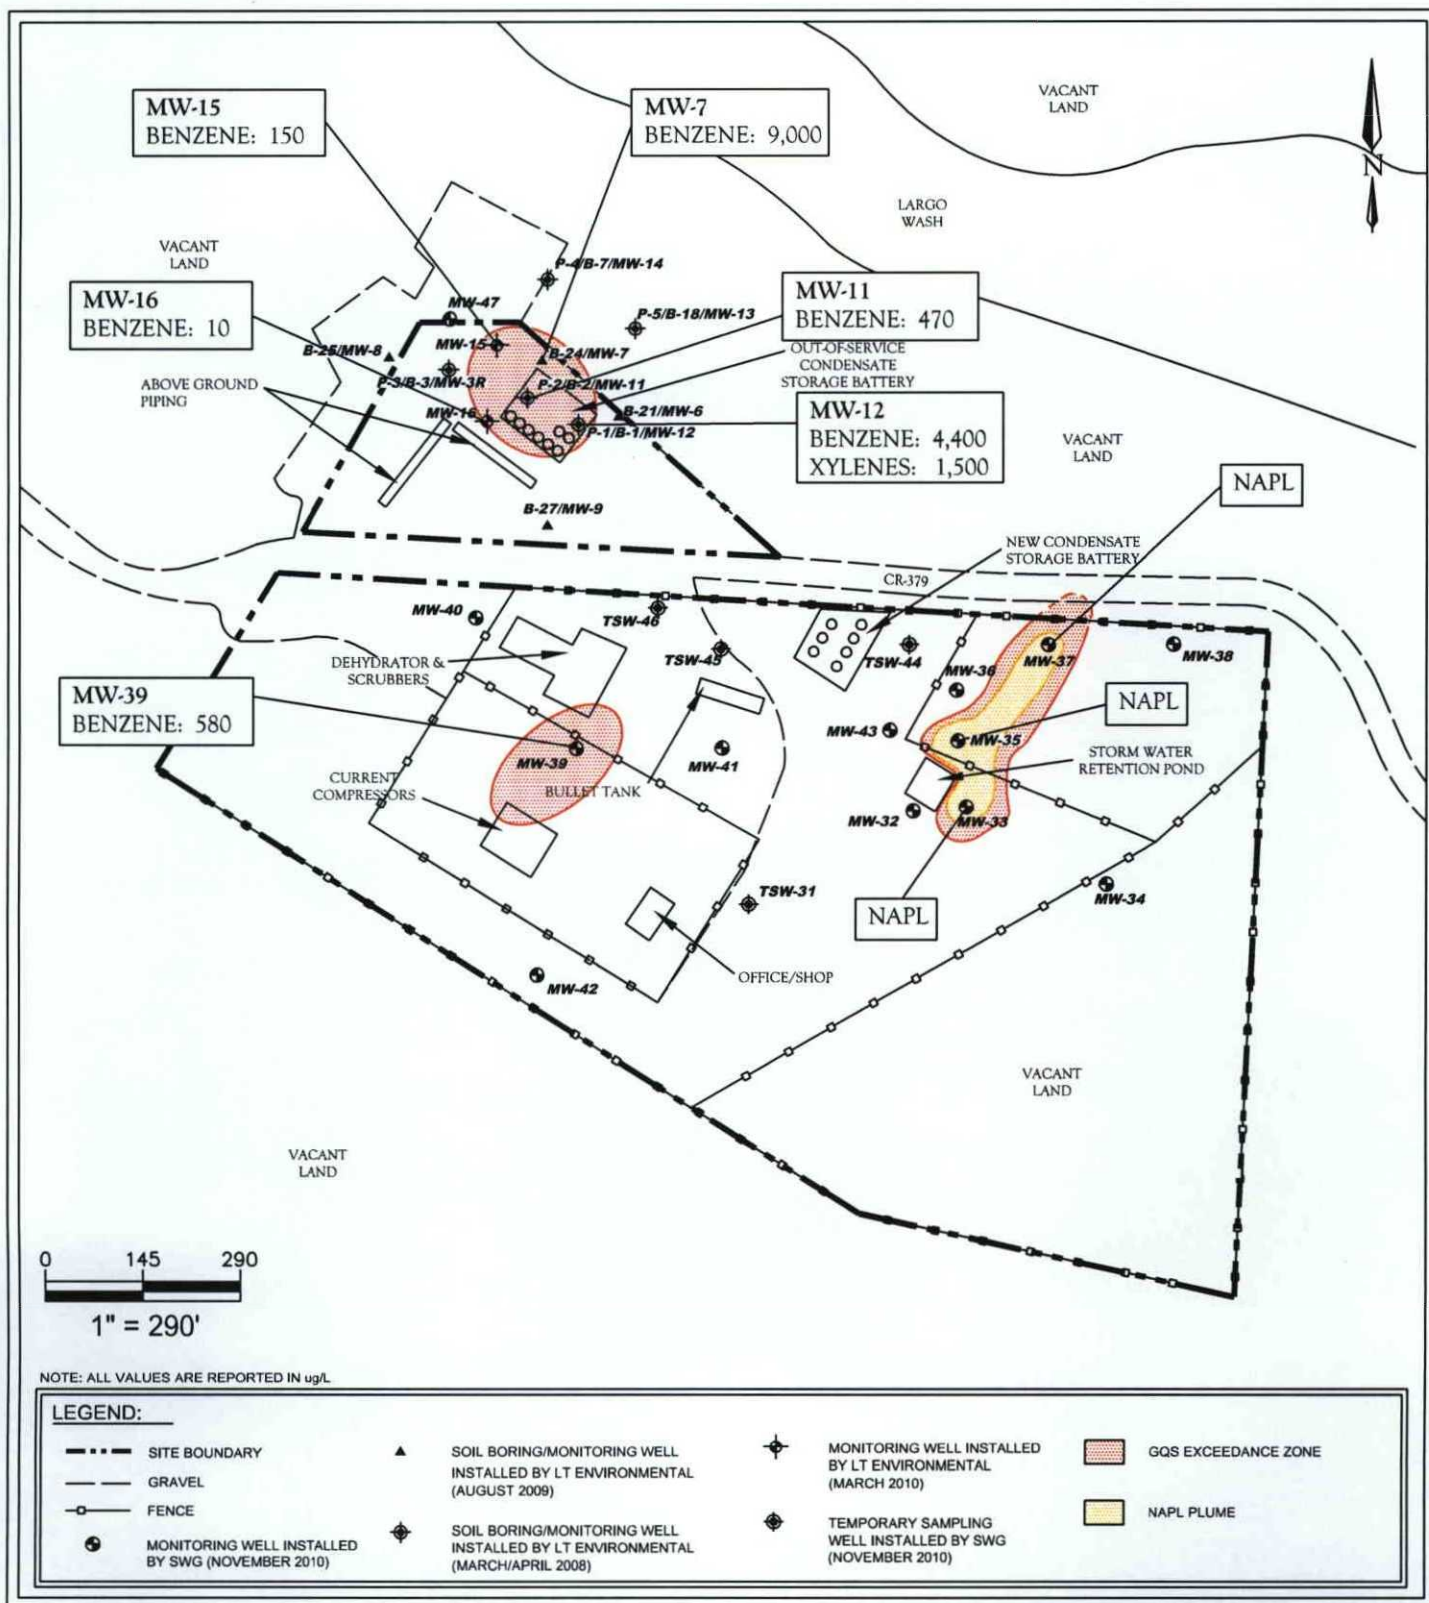 VACANT
LAND
MW-15
BENZENE: 150
MW-7
BENZENE: 9,000
N
LARGO
WASH
VACANT
LAND
P-4/B-7/MW-14
MW-16
BENZENE: 10
MW-47
MW-11
BENZENE: 470
P-5/B-18/MW-13
MW-15
B-25/MW-8
B-24/MW-7
OUT-OF-SERVICE
CONDENSATE
STORAGE BATTERY
P-3/B-3/MW-3R
P-2/B-2/MW-11
ABOVE GROUND
PIPING
MW-16
B-21/MW-6
P-1/B-1/MW-12
MW-12
BENZENE: 4,400
XYLENES: 1,500
VACANT
LAND
NAPL
B-27/MW-9
NEW CONDENSATE
STORAGE BATTERY
CR-379
MW-40
TSW-46
TSW-45
TSW-44
MW-37
MW-38
DEHYDRATOR &
SCRUBBERS
MW-36
MW-39
BENZENE: 580
NAPL
MW-43
MW-35
MW-39
MW-41
STORM WATER
RETENTION POND
CURRENT
COMPRESSORS
BULLET TANK
MW-32
MW-33
TSW-31
MW-34
NAPL
MW-42
OFFICE/SHOP
VACANT
LAND
VACANT
LAND
0 145 290
1" = 290'
NOTE: ALL VALUES ARE REPORTED IN ug/L
LEGEND:
SITE BOUNDARY
GRAVEL
FENCE
MONITORING WELL INSTALLED
BY SWG (NOVEMBER 2010)
SOIL BORING/MONITORING WELL
INSTALLED BY LT ENVIRONMENTAL
(AUGUST 2009)
SOIL BORING/MONITORING WELL
INSTALLED BY LT ENVIRONMENTAL
(MARCH/APRIL 2008)
MONITORING WELL INSTALLED
BY LT ENVIRONMENTAL
(MARCH 2010)
TEMPORARY SAMPLING
WELL INSTALLED BY SWG
(NOVEMBER 2010)
GQS EXCEEDANCE ZONE
NAPL PLUME